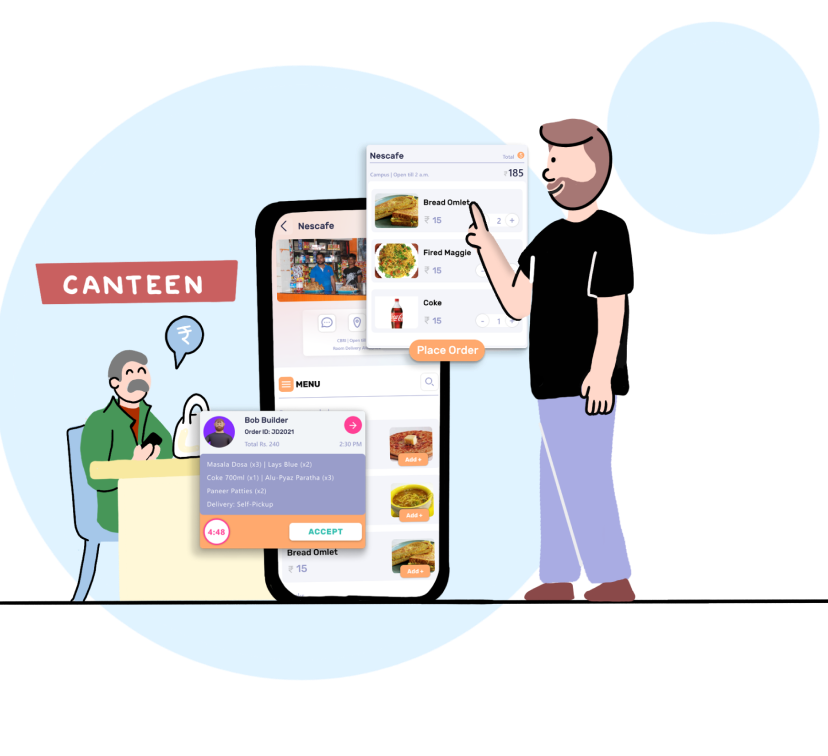 Nescafe
Total
Campus | Open till 2 a.m.
₹185
Bread Omlet
₹ 15
- 2 +
Fired Maggie
₹ 15
-
Coke
₹ 15
- 1
Place Order
Nescafe
MENU
CANTEEN
₹
Bob Builder
Order ID: JD2021
Total Rs. 240
2:30 PM
Masala Dosa (x3) | Lays Blue (x2)
Coke 700ml (x1) | Alu-Pyaz Paratha (x3)
Paneer Patties (x2)
Delivery: Self-Pickup
4:48
ACCEPT
Add +
Add +
Bread Omlet
₹ 15
Add +